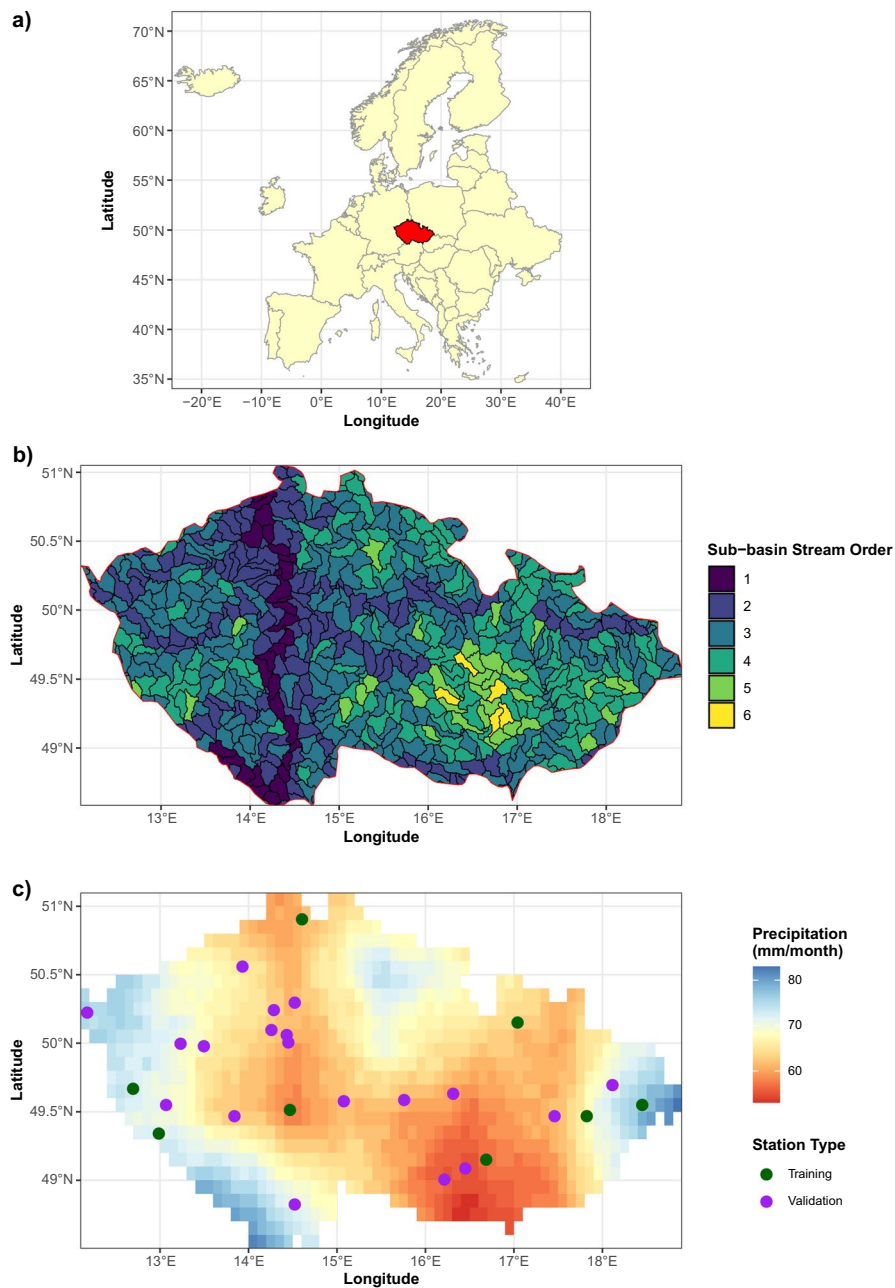 a)
70°N
65°N
60°N
55°N
50°N
45°N
40°N
35°N
Latitude
−20°E −10°E 0°E 10°E 20°E 30°E 40°E
Longitude
b)
51°N
50.5°N
50°N
49.5°N
49°N
Latitude
13°E 14°E 15°E 16°E 17°E 18°E
Longitude
Sub−basin Stream Order
1
2
3
4
5
6
c)
51°N
50.5°N
50°N
49.5°N
49°N
Latitude
13°E 14°E 15°E 16°E 17°E 18°E
Longitude
Precipitation
(mm/month)
80
70
60
Station Type
Training
Validation